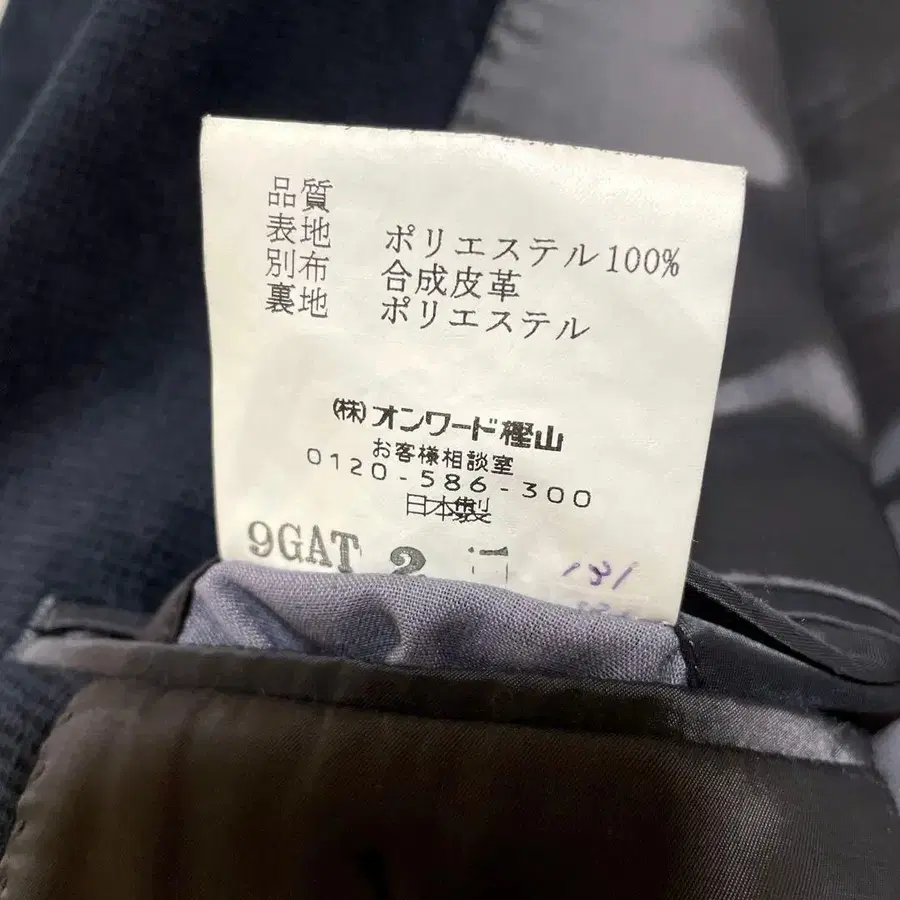 品質
表地 ポリエステル100%
別布 合成皮革
裏地 ポリエステル
㈱オンワード樫山
お客様相談室
0120-586-300
日本製
9GAT 2
131